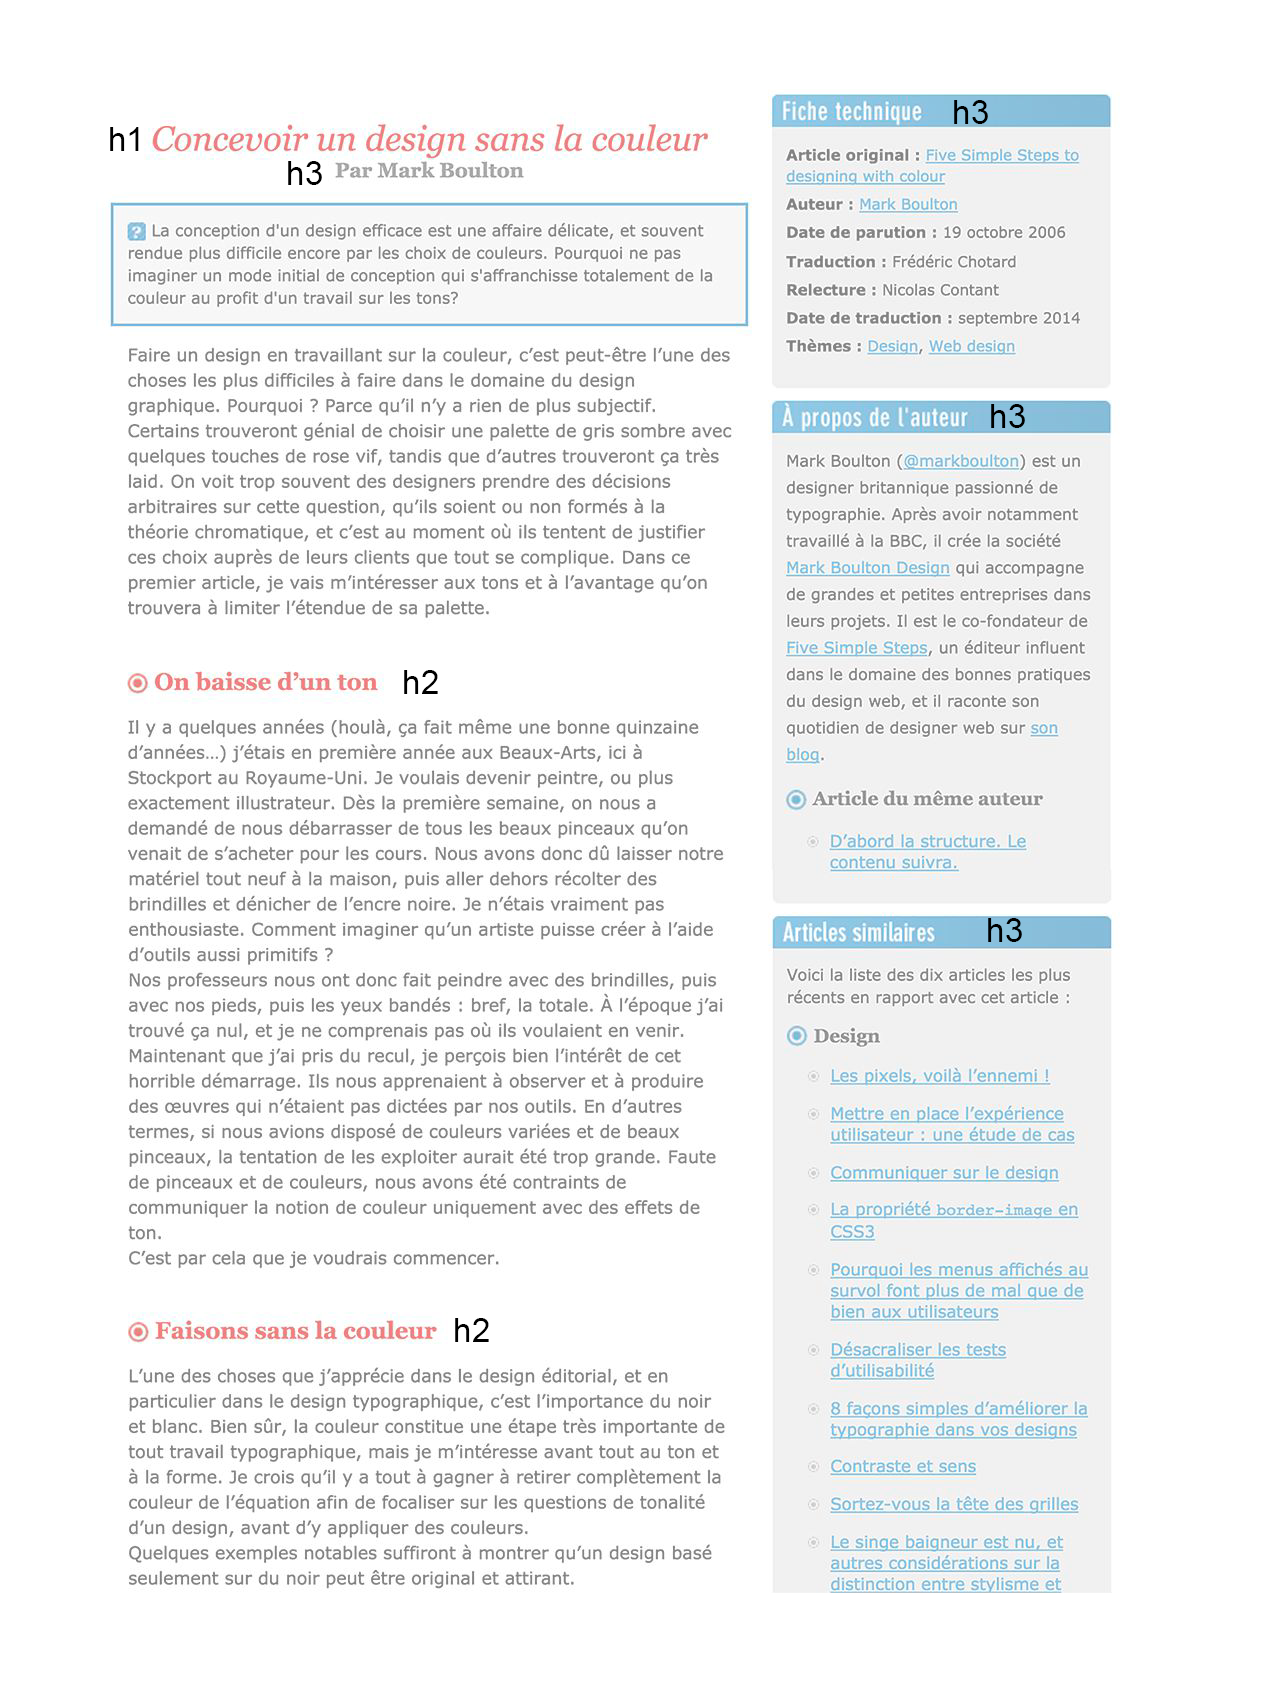 h1 Concevoir un design sans la couleur
h3 Par Mark Boulton
La conception d'un design efficace est une affaire délicate, et souvent
rendue plus difficile encore par les choix de couleurs. Pourquoi ne pas
imaginer un mode initial de conception qui s'affranchisse totalement de la
couleur au profit d'un travail sur les tons?
Faire un design en travaillant sur la couleur, c’est peut-être l’une des
choses les plus difficiles à faire dans le domaine du design
graphique. Pourquoi ? Parce qu’il n’y a rien de plus subjectif.
Certains trouveront génial de choisir une palette de gris sombre avec
quelques touches de rose vif, tandis que d’autres trouveront ça très
laid. On voit trop souvent des designers prendre des décisions
arbitraires sur cette question, qu’ils soient ou non formés à la
théorie chromatique, et c’est au moment où ils tentent de justifier
ces choix auprès de leurs clients que tout se complique. Dans ce
premier article, je vais m’intéresser aux tons et à l’avantage qu’on
trouvera à limiter l’étendue de sa palette.
On baisse d’un ton h2
Il y a quelques années (houlà, ça fait même une bonne quinzaine
d’années…) j’étais en première année aux Beaux-Arts, ici à
Stockport au Royaume-Uni. Je voulais devenir peintre, ou plus
exactement illustrateur. Dès la première semaine, on nous a
demandé de nous débarrasser de tous les beaux pinceaux qu’on
venait de s’acheter pour les cours. Nous avons donc dû laisser notre
matériel tout neuf à la maison, puis aller dehors récolter des
brindilles et dénicher de l’encre noire. Je n’étais vraiment pas
enthousiaste. Comment imaginer qu’un artiste puisse créer à l’aide
d’outils aussi primitifs ?
Nos professeurs nous ont donc fait peindre avec des brindilles, puis
avec nos pieds, puis les yeux bandés : bref, la totale. À l’époque j’ai
trouvé ça nul, et je ne comprenais pas où ils voulaient en venir.
Maintenant que j’ai pris du recul, je perçois bien l’intérêt de cet
horrible démarrage. Ils nous apprenaient à observer et à produire
des œuvres qui n’étaient pas dictées par nos outils. En d’autres
termes, si nous avions disposé de couleurs variées et de beaux
pinceaux, la tentation de les exploiter aurait été trop grande. Faute
de pinceaux et de couleurs, nous avons été contraints de
communiquer la notion de couleur uniquement avec des effets de
ton.
C’est par cela que je voudrais commencer.
Faisons sans la couleur h2
L’une des choses que j’apprécie dans le design éditorial, et en
particulier dans le design typographique, c’est l’importance du noir
et blanc. Bien sûr, la couleur constitue une étape très importante de
tout travail typographique, mais je m’intéresse avant tout au ton et
à la forme. Je crois qu’il y a tout à gagner à retirer complètement la
couleur de l’équation afin de focaliser sur les questions de tonalité
d’un design, avant d’y appliquer des couleurs.
Quelques exemples notables suffiront à montrer qu’un design basé
seulement sur du noir peut être original et attirant.
Fiche technique h3
Article original : Five Simple Steps to
designing with colour
Auteur : Mark Boulton
Date de parution : 19 octobre 2006
Traduction : Frédéric Chotard
Relecture : Nicolas Contant
Date de traduction : septembre 2014
Thèmes : Design, Web design
À propos de l'auteur h3
Mark Boulton (@markboulton) est un
designer britannique passionné de
typographie. Après avoir notamment
travaillé à la BBC, il crée la société
Mark Boulton Design qui accompagne
de grandes et petites entreprises dans
leurs projets. Il est le co-fondateur de
Five Simple Steps, un éditeur influent
dans le domaine des bonnes pratiques
du design web, et il raconte son
quotidien de designer web sur son
blog.
Article du même auteur
D’abord la structure. Le
contenu suivra.
Articles similaires h3
Voici la liste des dix articles les plus
récents en rapport avec cet article :
Design
Les pixels, voilà l’ennemi !
Mettre en place l’expérience
utilisateur : une étude de cas
Communiquer sur le design
La propriété border-image en
CSS3
Pourquoi les menus affichés au
survol font plus de mal que de
bien aux utilisateurs
Désacraliser les tests
d’utilisabilité
8 façons simples d’améliorer la
typographie dans vos designs
Contraste et sens
Sortez-vous la tête des grilles
Le singe baigneur est nu, et
autres considérations sur la
distinction entre stylisme et